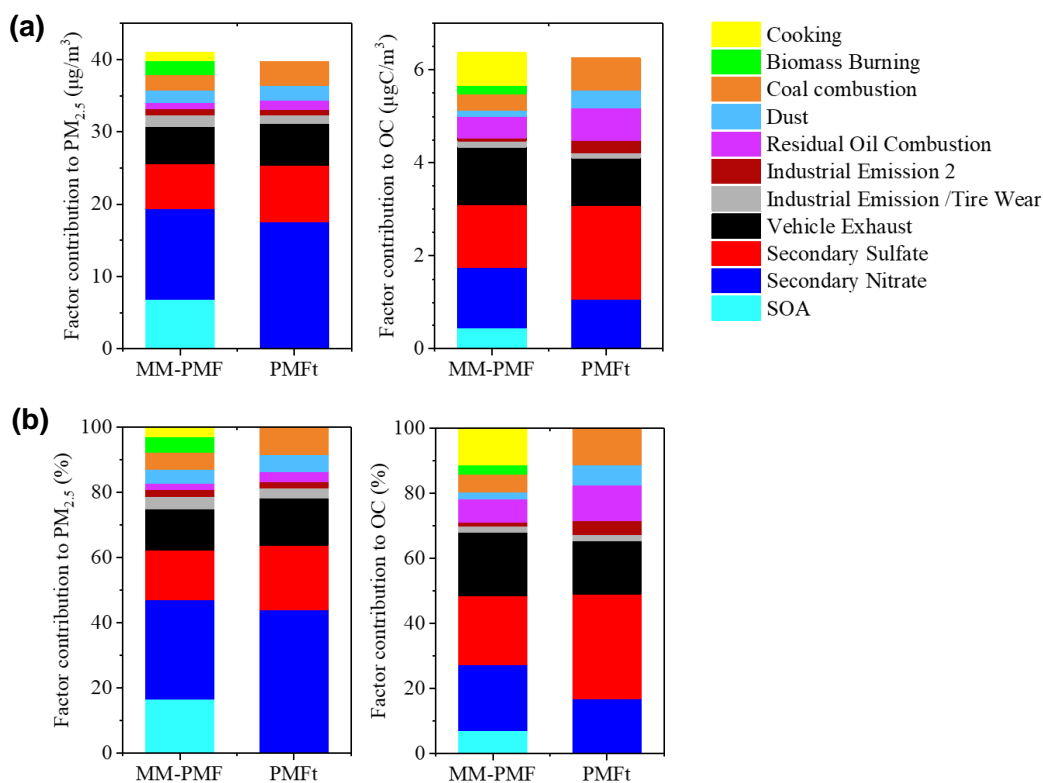 (a)
Factor contribution to PM2.5 (μg/m³)
40
30
20
10
0
MM-PMF
PMFt
Factor contribution to OC (μgC/m³)
6
4
2
0
MM-PMF
PMFt
Cooking
Biomass Burning
Coal combustion
Dust
Residual Oil Combustion
Industrial Emission 2
Industrial Emission /Tire Wear
Vehicle Exhaust
Secondary Sulfate
Secondary Nitrate
SOA
(b)
Factor contribution to PM2.5 (%)
100
80
60
40
20
0
MM-PMF
PMFt
Factor contribution to OC (%)
100
80
60
40
20
0
MM-PMF
PMFt